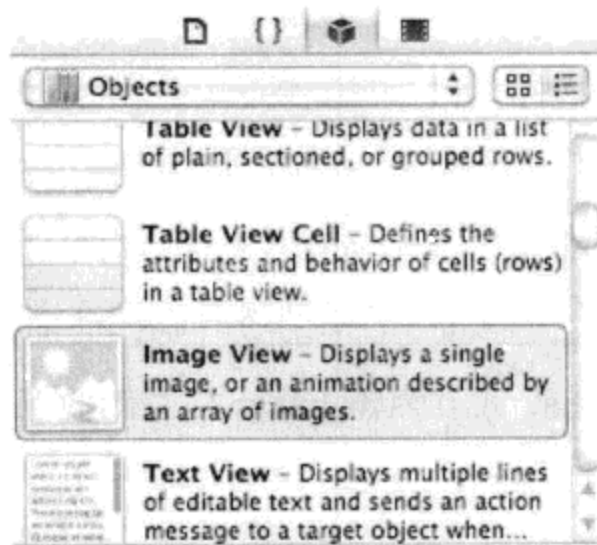 { }
Objects
Table View – Displays data in a list
of plain, sectioned, or grouped rows.
Table View Cell – Defines the
attributes and behavior of cells (rows)
in a table view.
Image View – Displays a single
image, or an animation described by
an array of images.
Text View – Displays multiple lines
of editable text and sends an action
message to a target object when...